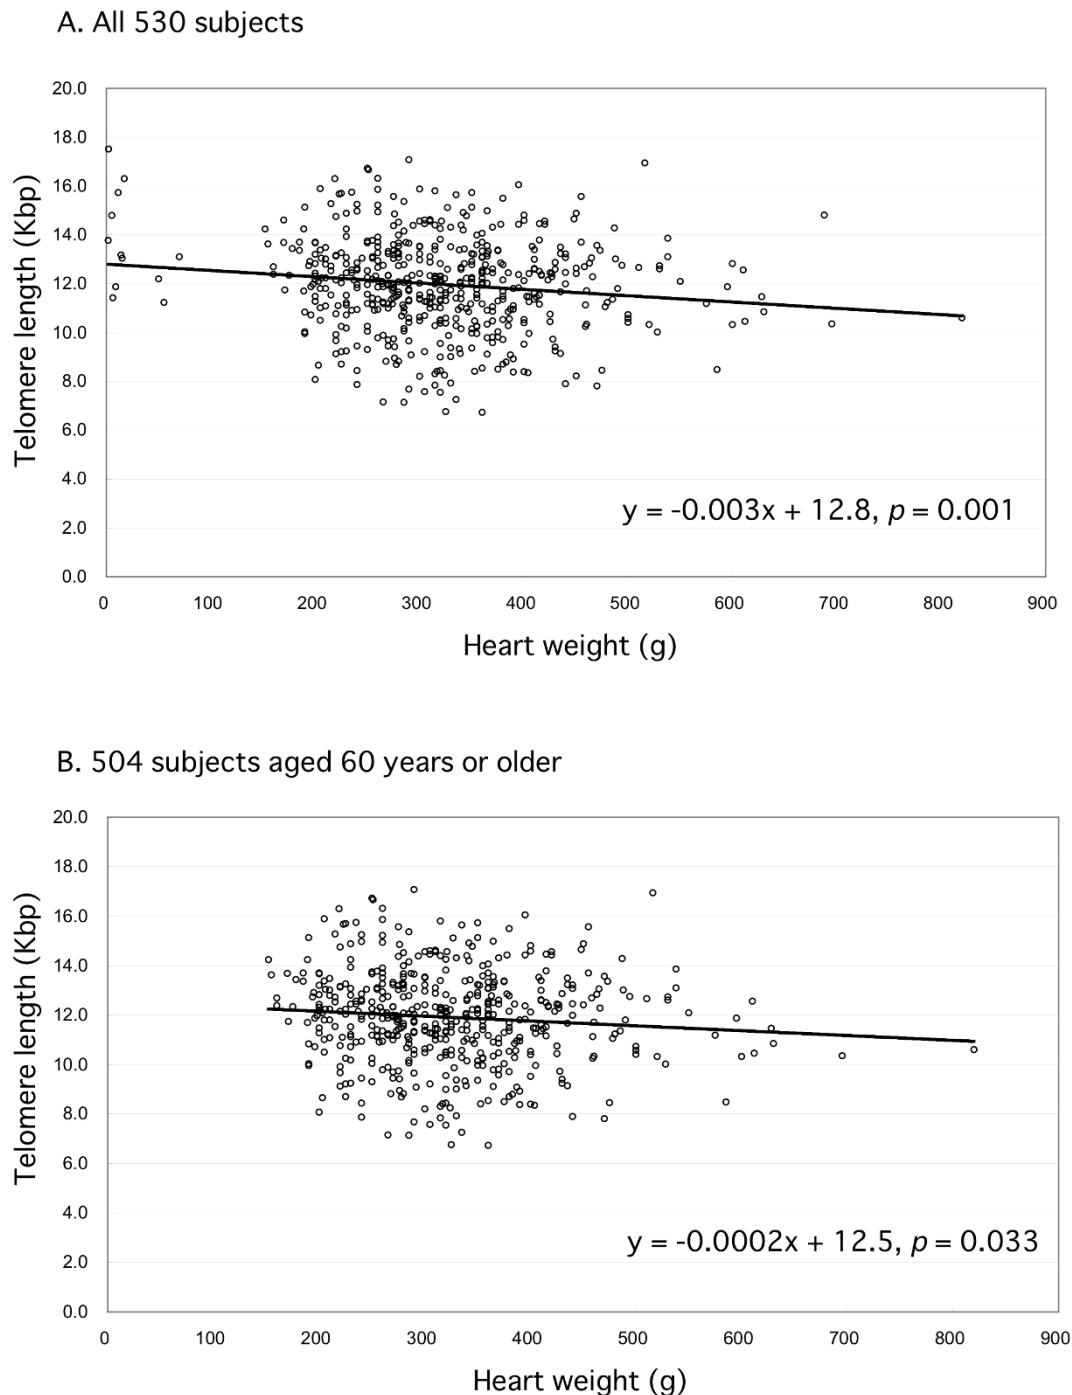 A. All 530 subjects
20.0
18.0
16.0
14.0
12.0
10.0
8.0
6.0
4.0
2.0
0.0
Telomere length (Kbp)
y = -0.003x + 12.8, p = 0.001
0 100 200 300 400 500 600 700 800 900
Heart weight (g)
B. 504 subjects aged 60 years or older
20.0
18.0
16.0
14.0
12.0
10.0
8.0
6.0
4.0
2.0
0.0
Telomere length (Kbp)
y = -0.0002x + 12.5, p = 0.033
0 100 200 300 400 500 600 700 800 900
Heart weight (g)